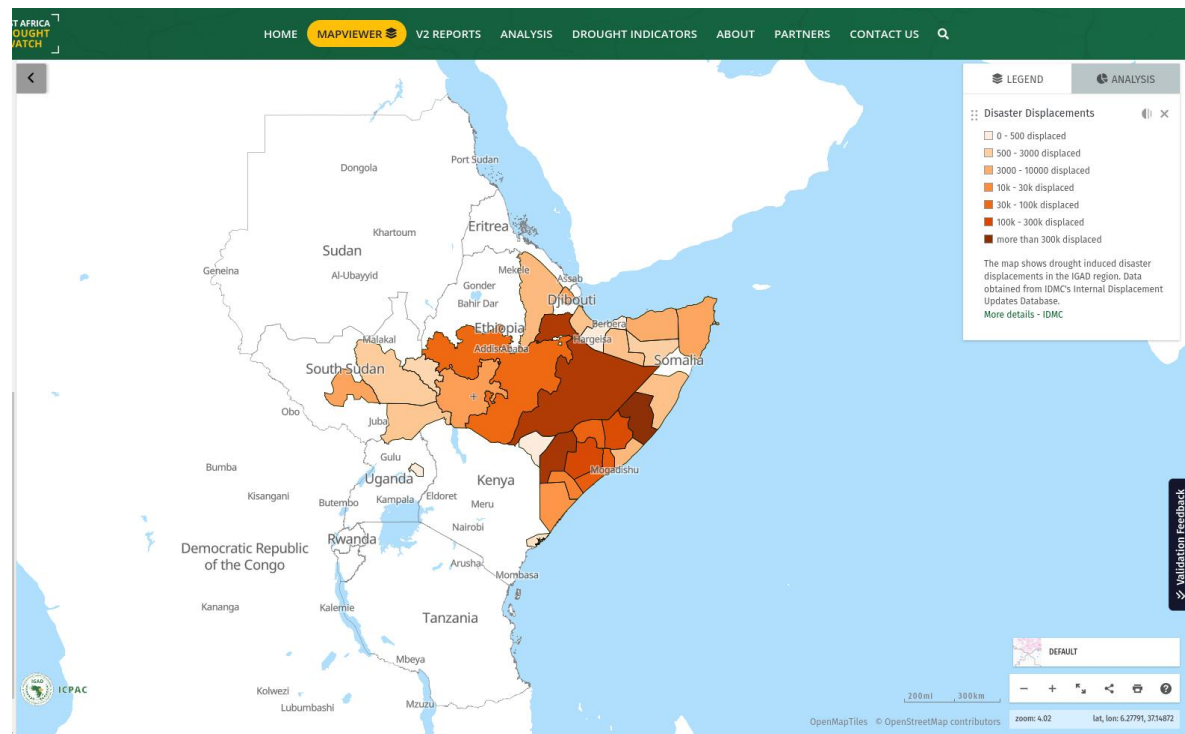 ST AFRICA
OUGHT
WATCH
HOME
MAPVIEWER
V2 REPORTS
ANALYSIS
DROUGHT INDICATORS
ABOUT
PARTNERS
CONTACT US
LEGEND
ANALYSIS
Disaster Displacements
0 - 500 displaced
500 - 3000 displaced
3000 - 10000 displaced
10k - 30k displaced
30k - 100k displaced
100k - 300k displaced
more than 300k displaced
The map shows drought induced disaster
displacements in the IGAD region. Data
obtained from IDMC's Internal Displacement
Updates Database.
More details - IDMC
Port Sudan
Dongola
Eritrea
Khartoum
Sudan
Geneina
Al-Ubayyid
Mekele
Assab
Gonder
Bahir Dar
Djibouti
Ethiopia
Berbera
Malakal
Addis Ababa
Hargeisa
Somalia
South Sudan
Obo
Juba
Gulu
Bumba
Uganda
Kenya
Mogadishu
Kisangani
Butembo
Kampala
Eldoret
Meru
Nairobi
Rwanda
Democratic Republic
of the Congo
Arusha
Mombasa
Kananga
Kalemie
Tanzania
Mbeya
Kolwezi
Lubumbashi
Mzuzu
Validation Feedback
IGAD
ICPAC
DEFAULT
200mi
300km
OpenMapTiles © OpenStreetMap contributors
zoom: 4.02
lat, lon: 6.27791, 37.14872